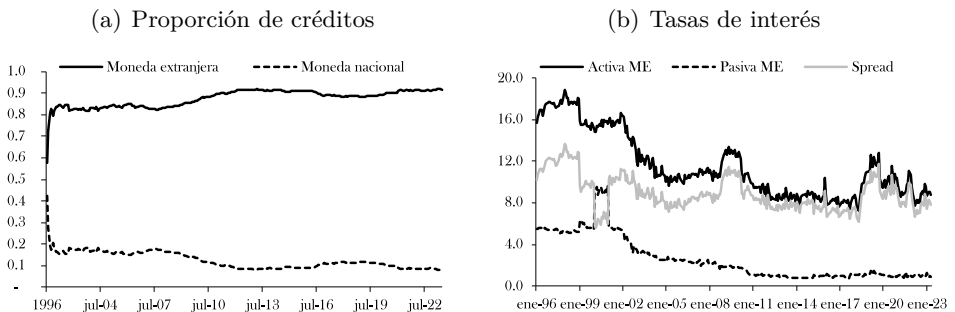 (a) Proporción de créditos
Moneda extranjera
Moneda nacional
1.0
0.9
0.8
0.7
0.6
0.5
0.4
0.3
0.2
0.1
-
1996 jul-04 jul-07 jul-10 jul-13 jul-16 jul-19 jul-22
(b) Tasas de interés
Activa ME
Pasiva ME
Spread
20.0
16.0
12.0
8.0
4.0
0.0
ene-96 ene-99 ene-02 ene-05 ene-08 ene-11 ene-14 ene-17 ene-20 ene-23